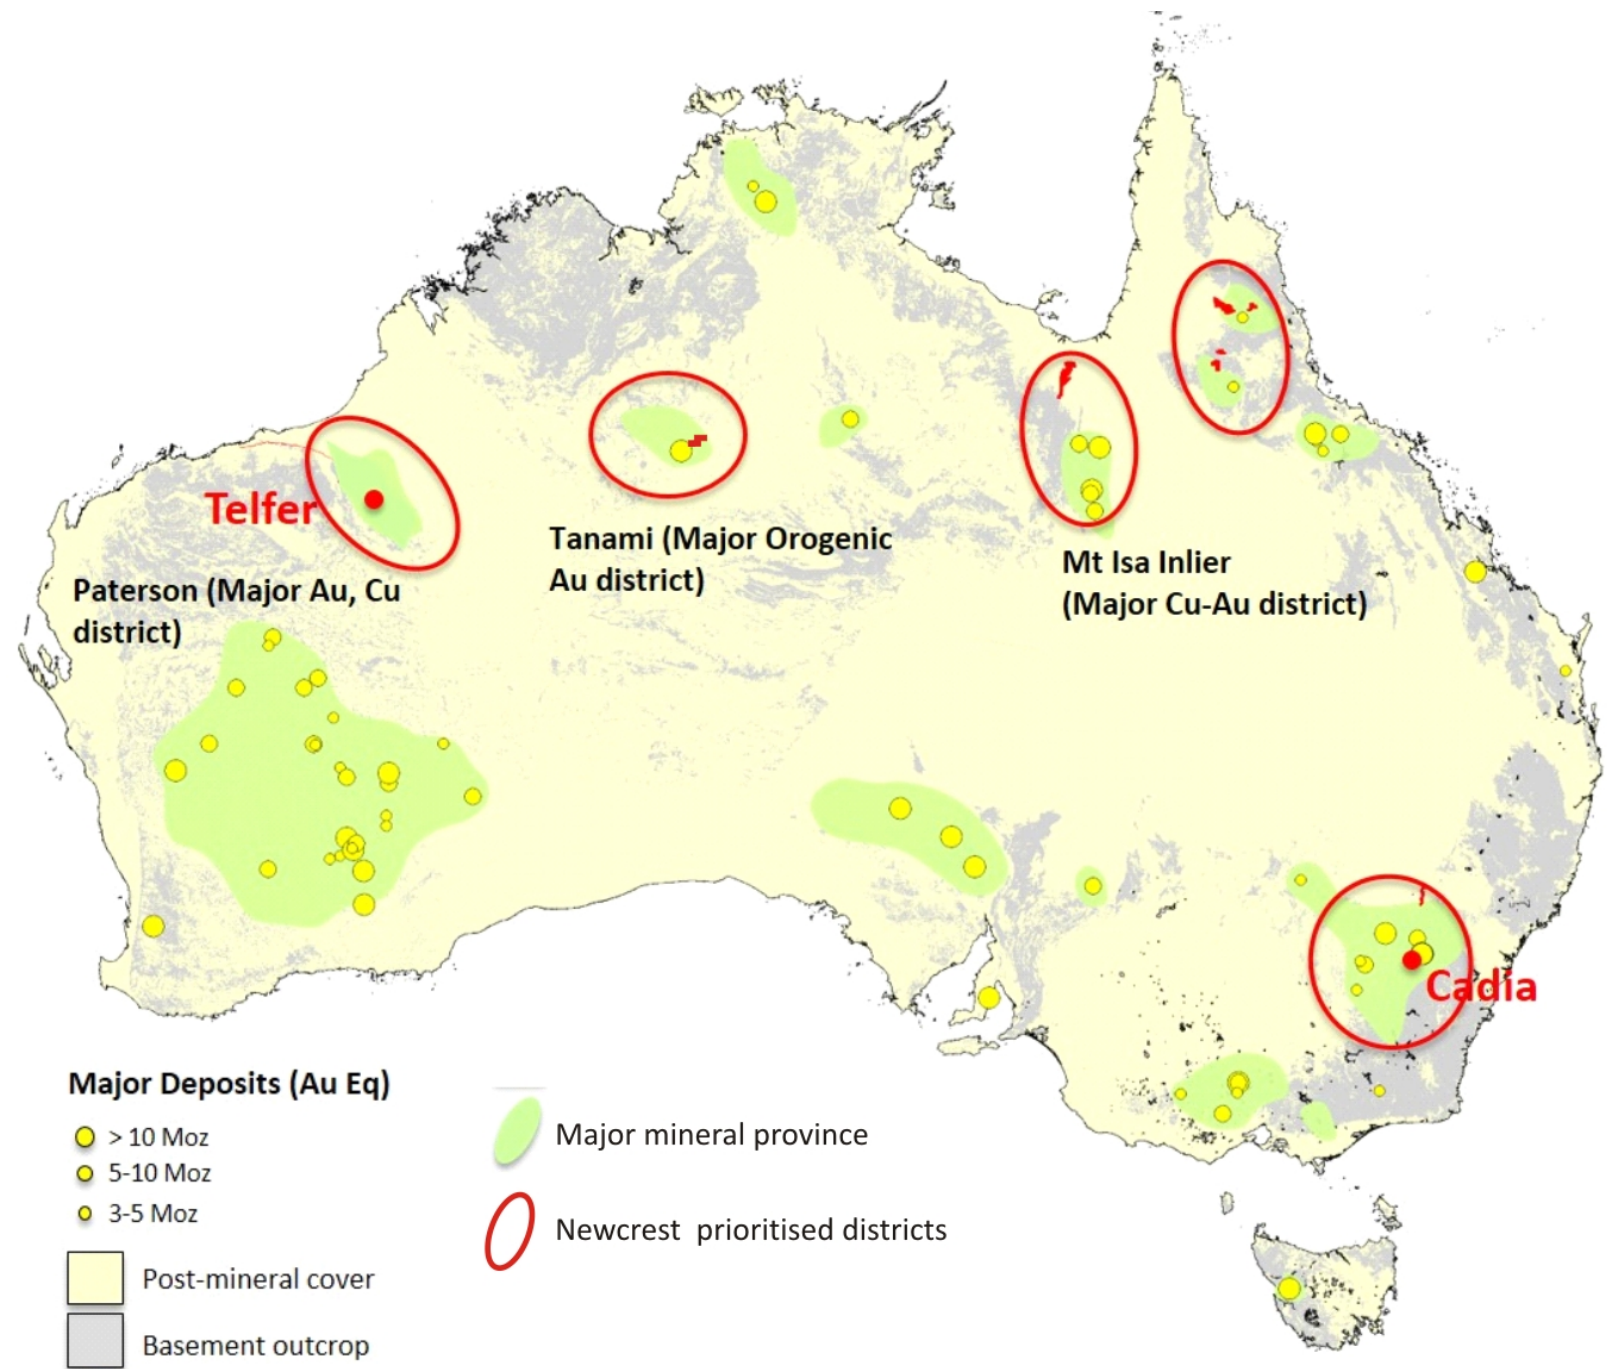 Telfer
Paterson (Major Au, Cu
district)
Tanami (Major Orogenic
Au district)
Mt Isa Inlier
(Major Cu-Au district)
Cadia
Major Deposits (Au Eq)
> 10 Moz
5-10 Moz
3-5 Moz
Post-mineral cover
Basement outcrop
Major mineral province
Newcrest prioritised districts